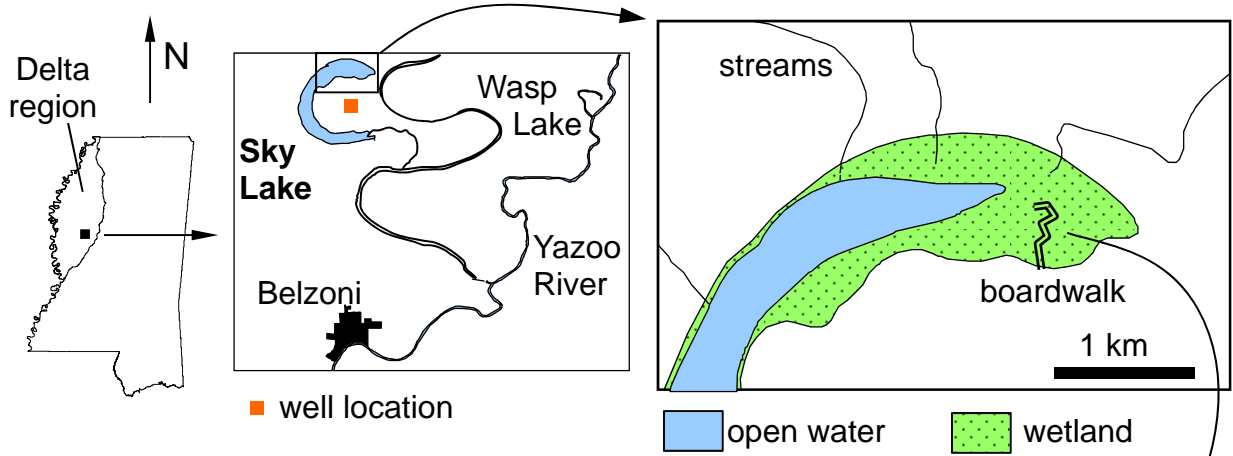 N
Delta
region
Wasp
Lake
Sky
Lake
Yazoo
River
Belzoni
well location
streams
boardwalk
1 km
open water
wetland